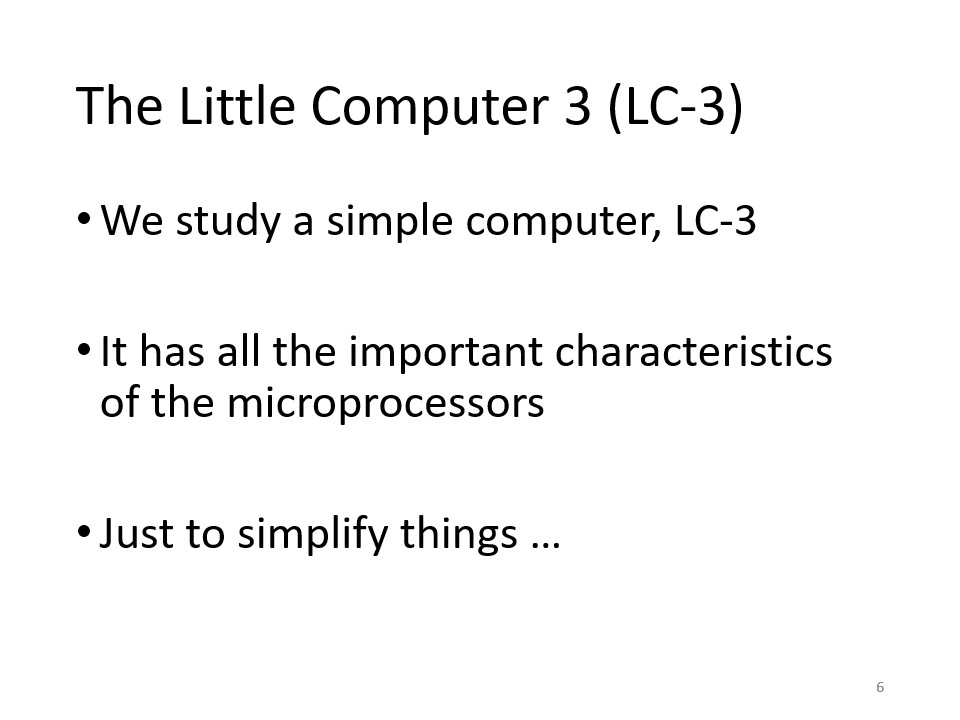 The Little Computer 3 (LC-3)
• We study a simple computer, LC-3
• It has all the important characteristics
of the microprocessors
• Just to simplify things …
6